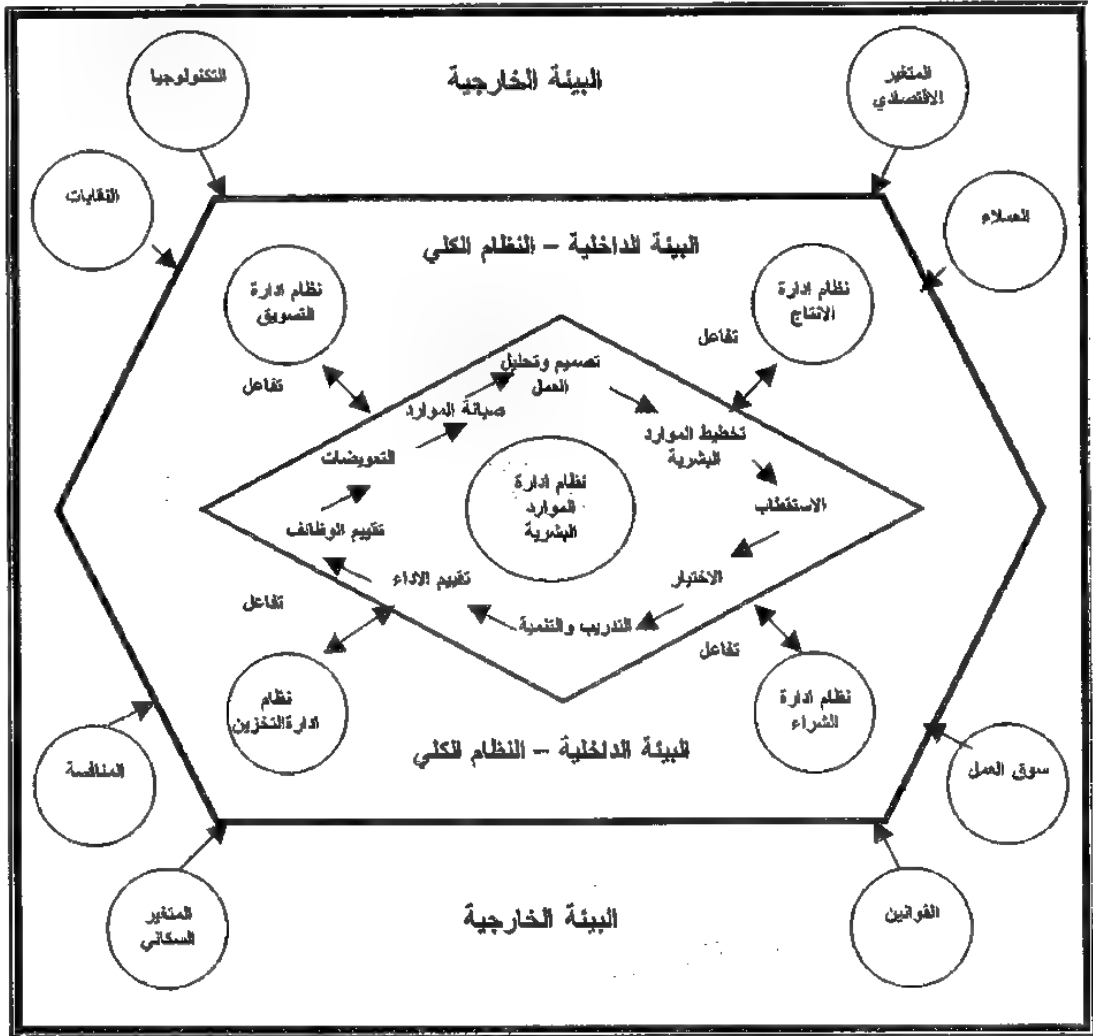 البيئة الخارجية
المتغير
الاقتصادي
التكنولوجيا
العملاء
النقابات
البيئة الداخلية – النظام الكلي
نظام ادارة
الانتاج
نظام ادارة
التسويق
تفاعل
تفاعل
تصميم وتحليل
العمل
صيانة الموارد
تخطيط الموارد
البشرية
التعويضات
نظام ادارة
الموارد
البشرية
الاستقطاب
تقييم الوظائف
الاختيار
تقييم الاداء
التدريب والتنمية
تفاعل
تفاعل
نظام ادارة
الشراء
نظام
ادارة التخزين
البيئة الداخلية – النظام الكلي
سوق العمل
المنافسة
القوانين
المتغير
السكاني
البيئة الخارجية